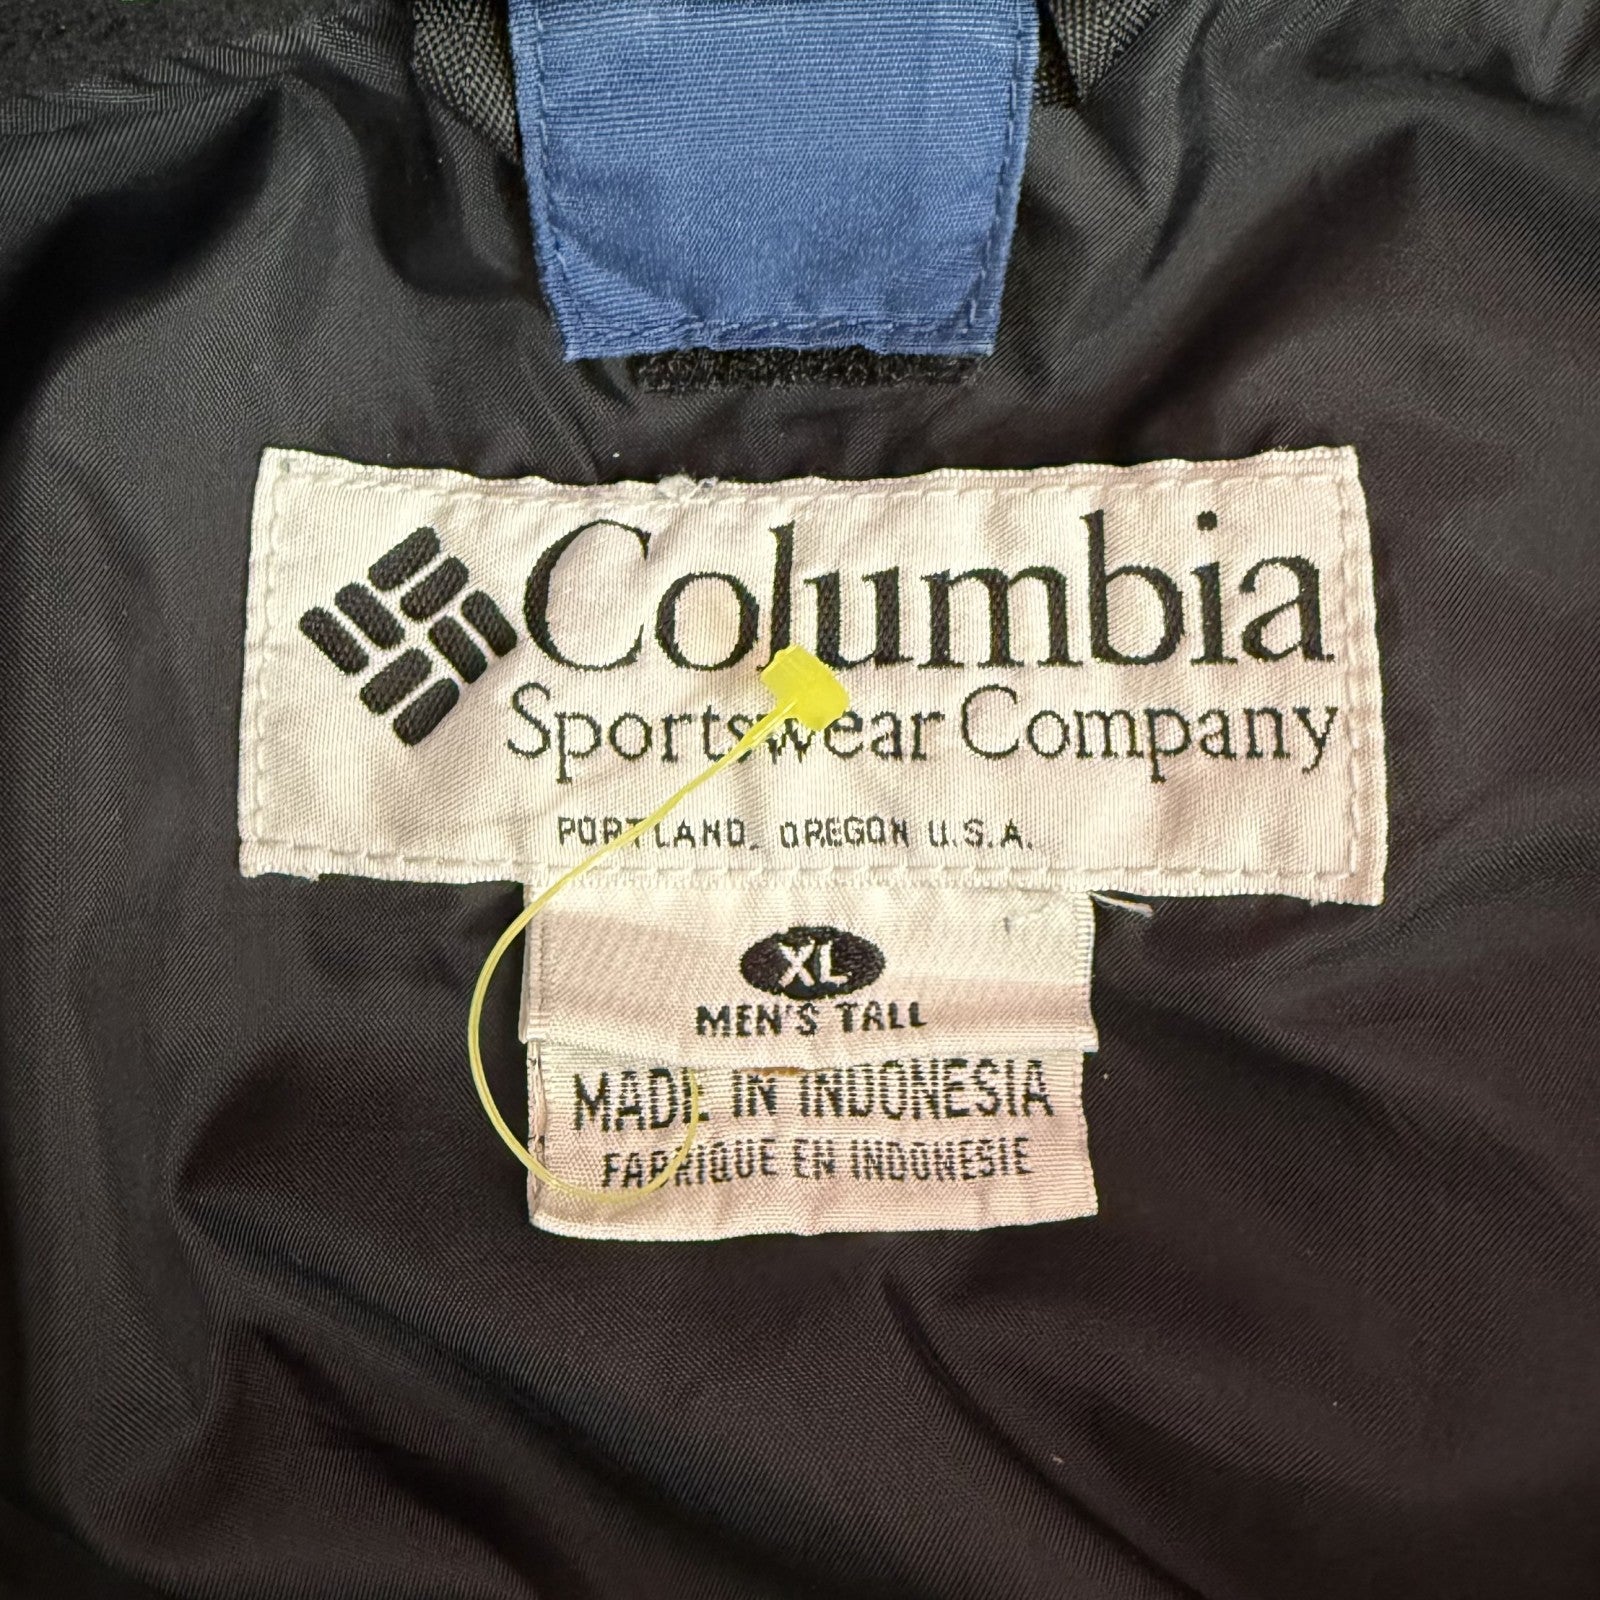 Columbia
Sportswear Company
PORTLAND, OREGON U.S.A.
XL
MEN'S TALL
MADE IN INDONESIA
FABRIQUE EN INDONESIE